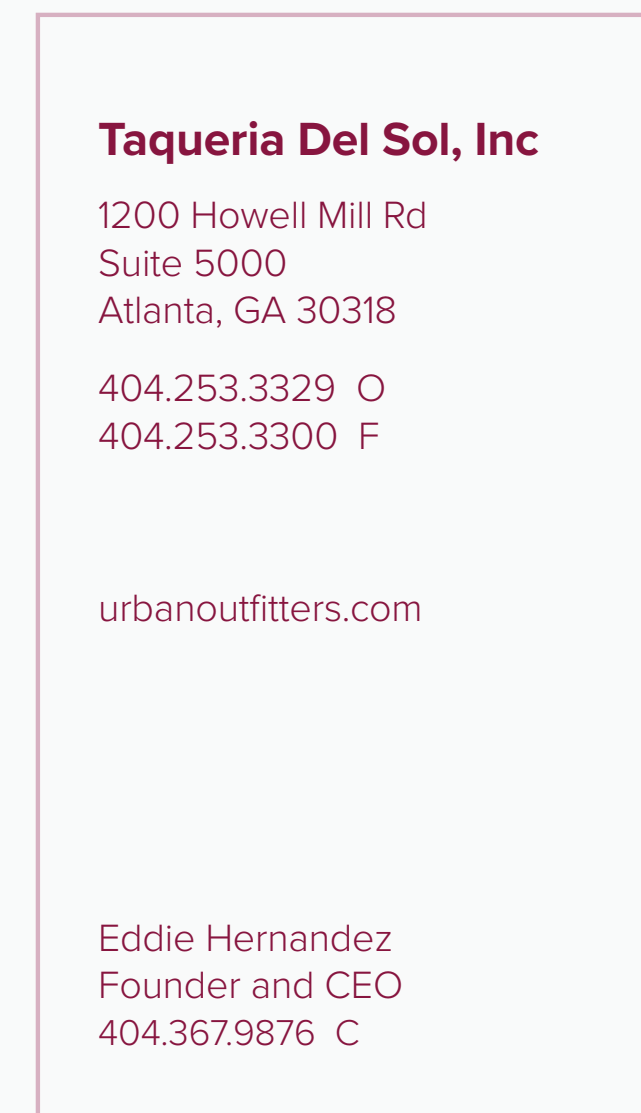 Taqueria Del Sol, Inc
1200 Howell Mill Rd
Suite 5000
Atlanta, GA 30318
404.253.3329 O
404.253.3300 F
urbanoutfitters.com
Eddie Hernandez
Founder and CEO
404.367.9876 C